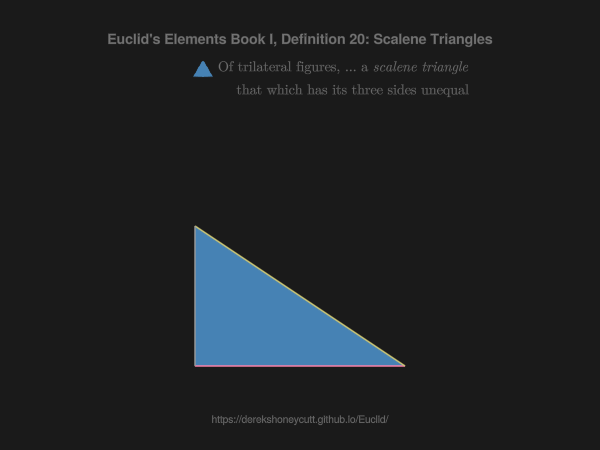 Euclid's Elements Book I, Definition 20: Scalene Triangles
Of trilateral figures, ... a scalene triangle
that which has its three sides unequal
https://derekshoneycutt.github.io/Euclid/